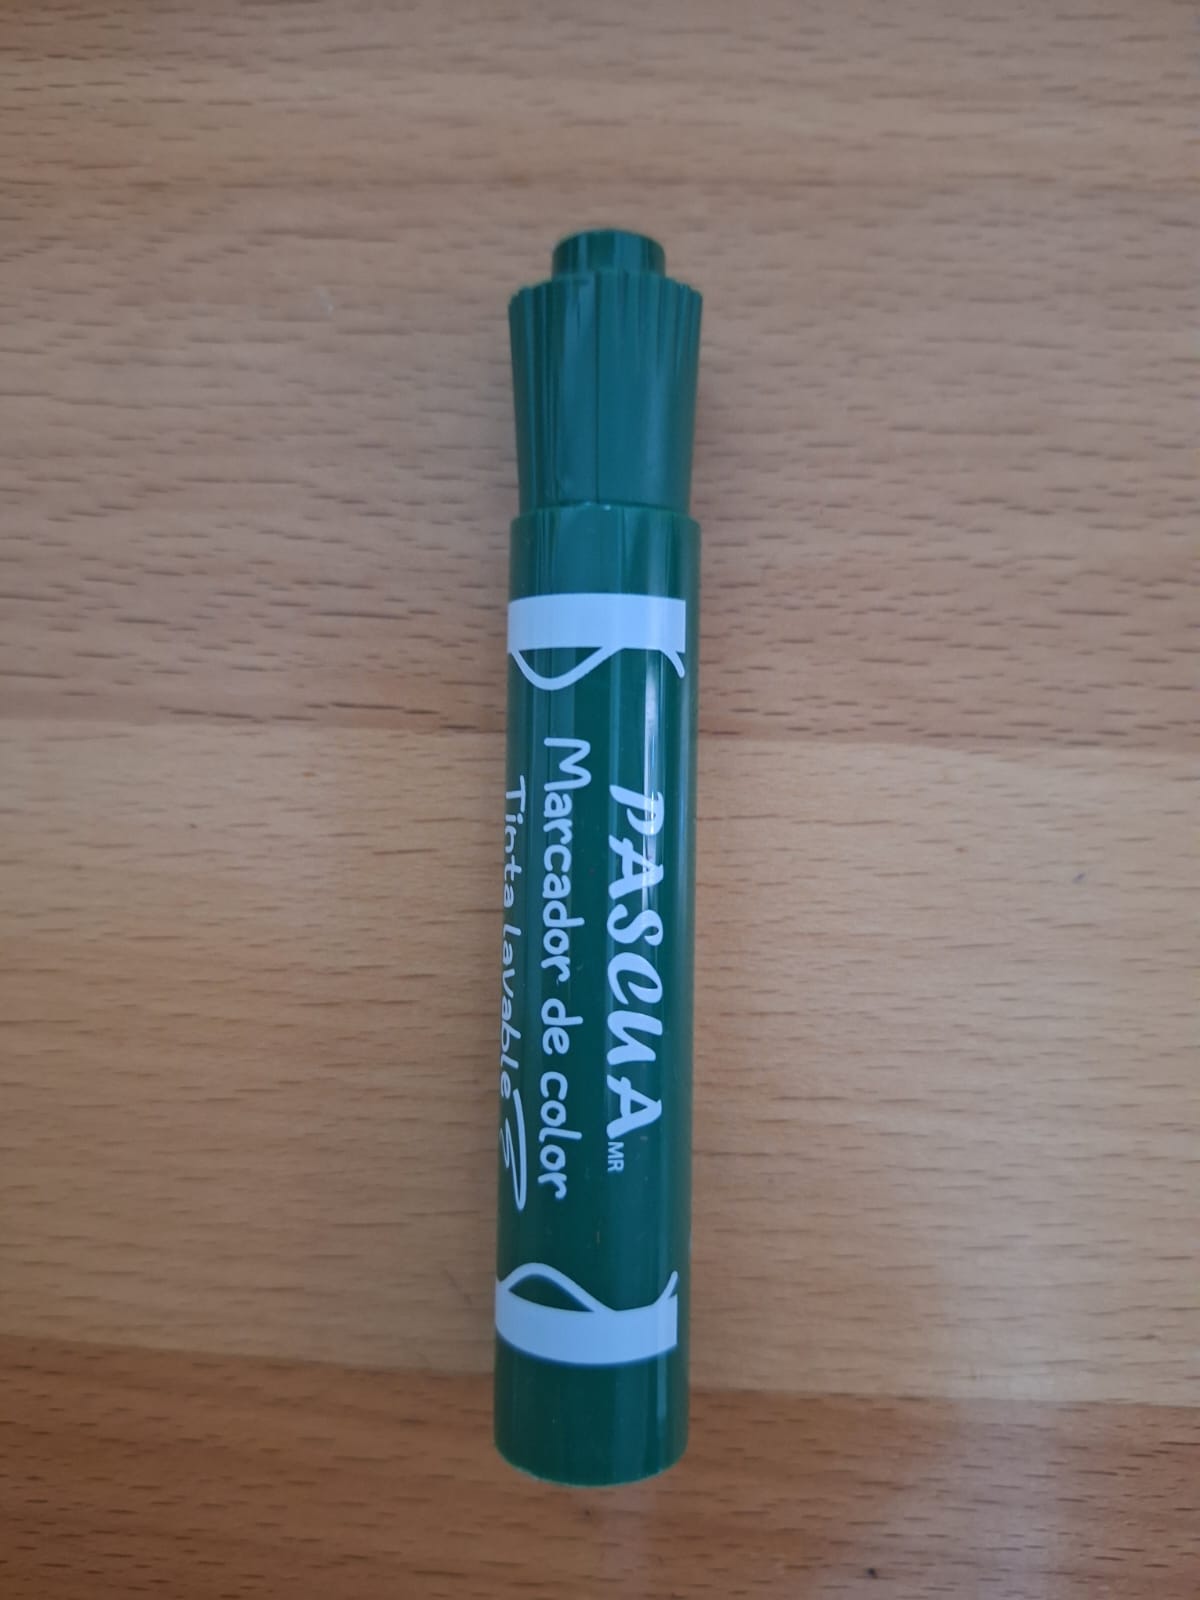 PASCUA MR
Marcador de color
Tinta lavable